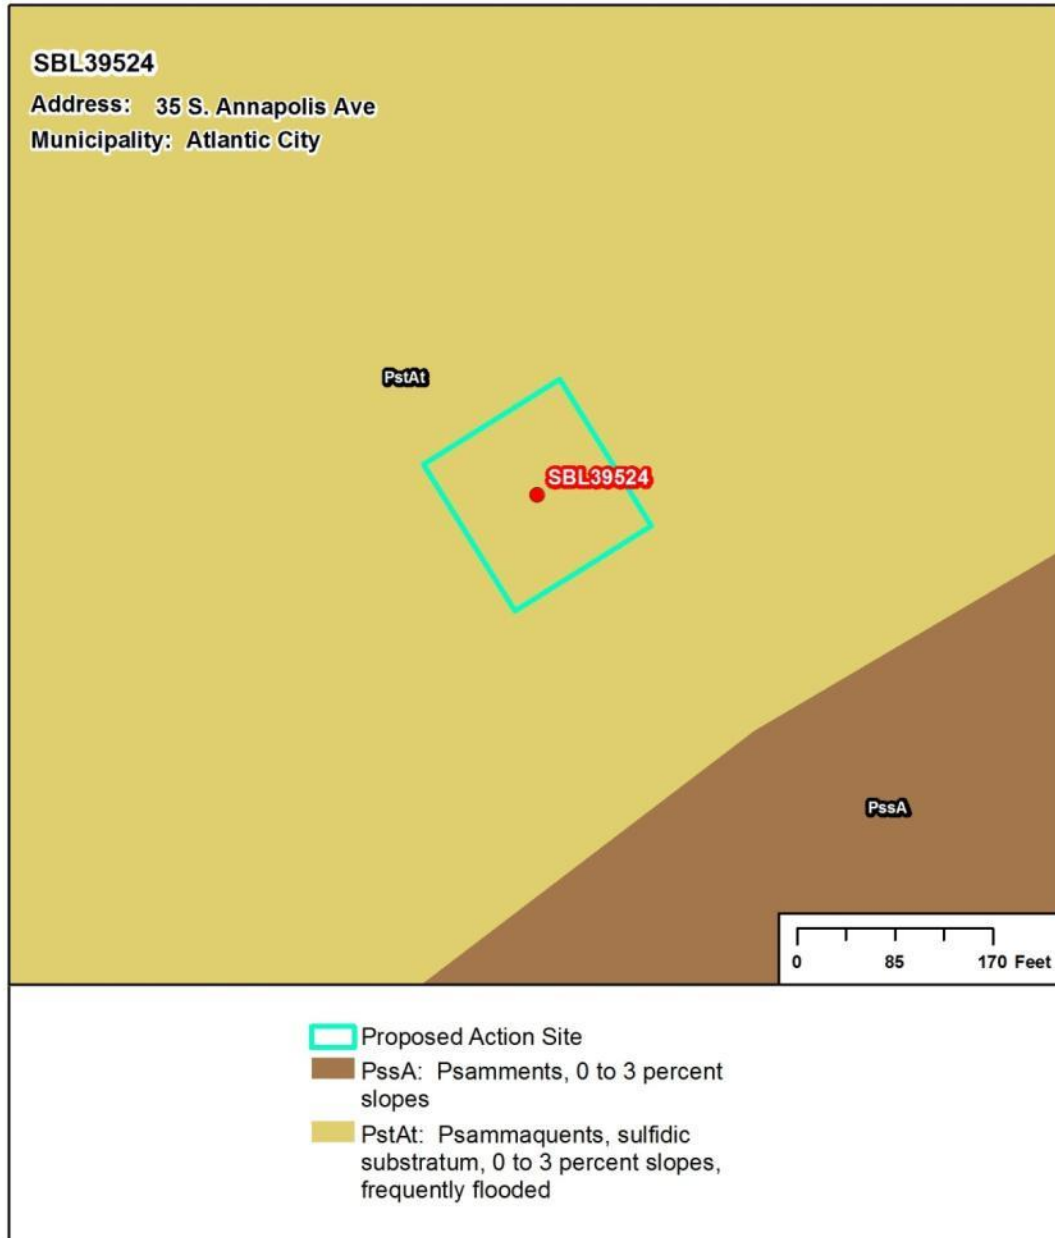 SBL39524
Address: 35 S. Annapolis Ave
Municipality: Atlantic City
PstAt
SBL39524
PssA
0 85 170 Feet
Proposed Action Site
PssA: Psamments, 0 to 3 percent
slopes
PstAt: Psammaquents, sulfidic
substratum, 0 to 3 percent slopes,
frequently flooded